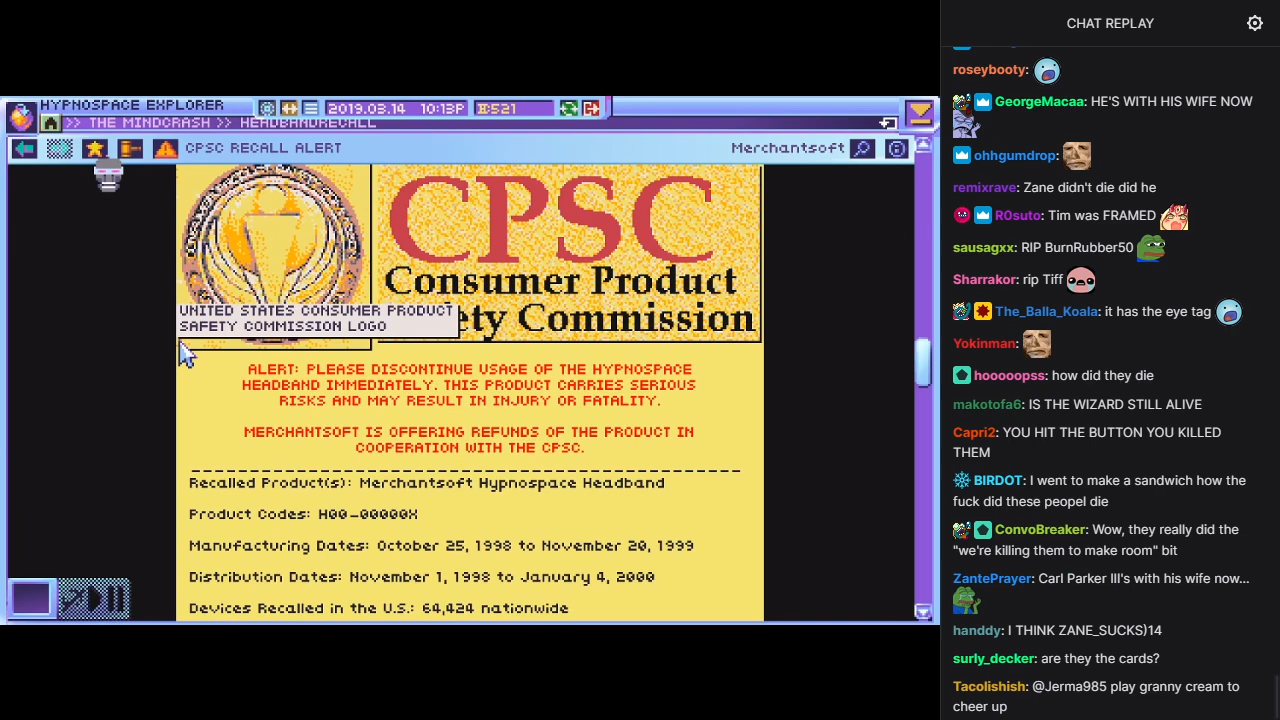 HYPNOSPACE EXPLORER
2019.03.14 10:13P
521
>> THE MINDCRASH >> HEADBANDRECALL
CPSC RECALL ALERT
Merchantsoft
CPSC
Consumer Product
ety Commission
UNITED STATES CONSUMER PRODUCT
SAFETY COMMISSION LOGO
ALERT: PLEASE DISCONTINUE USAGE OF THE HYPNOSPACE
HEADBAND IMMEDIATELY. THIS PRODUCT CARRIES SERIOUS
RISKS AND MAY RESULT IN INJURY OR FATALITY.
MERCHANTSOFT IS OFFERING REFUNDS OF THE PRODUCT IN
COOPERATION WITH THE CPSC.
Recalled Product(s): Merchantsoft Hypnospace Headband
Product Codes: H00-00000X
Manufacturing Dates: October 25, 1998 to November 20, 1999
Distribution Dates: November 1, 1998 to January 4, 2000
Devices Recalled in the U.S.: 64,424 nationwide
CHAT REPLAY
roseybooty:
GeorgeMacaa: HE'S WITH HIS WIFE NOW
ohhgumdrop:
remixrave: Zane didn't die did he
R0suto: Tim was FRAMED
sausagxx: RIP BurnRubber50
Sharrakor: rip Tiff
The_Balla_Koala: it has the eye tag
Yokinman:
hooooopss: how did they die
makotofa6: IS THE WIZARD STILL ALIVE
Capri2: YOU HIT THE BUTTON YOU KILLED
THEM
BIRDOT: I went to make a sandwich how the
fuck did these peopel die
ConvoBreaker: Wow, they really did the
"we're killing them to make room" bit
ZantePrayer: Carl Parker III's with his wife now...
handdy: I THINK ZANE_SUCKS)14
surly_decker: are they the cards?
Tacolishish: @Jerma985 play granny cream to
cheer up